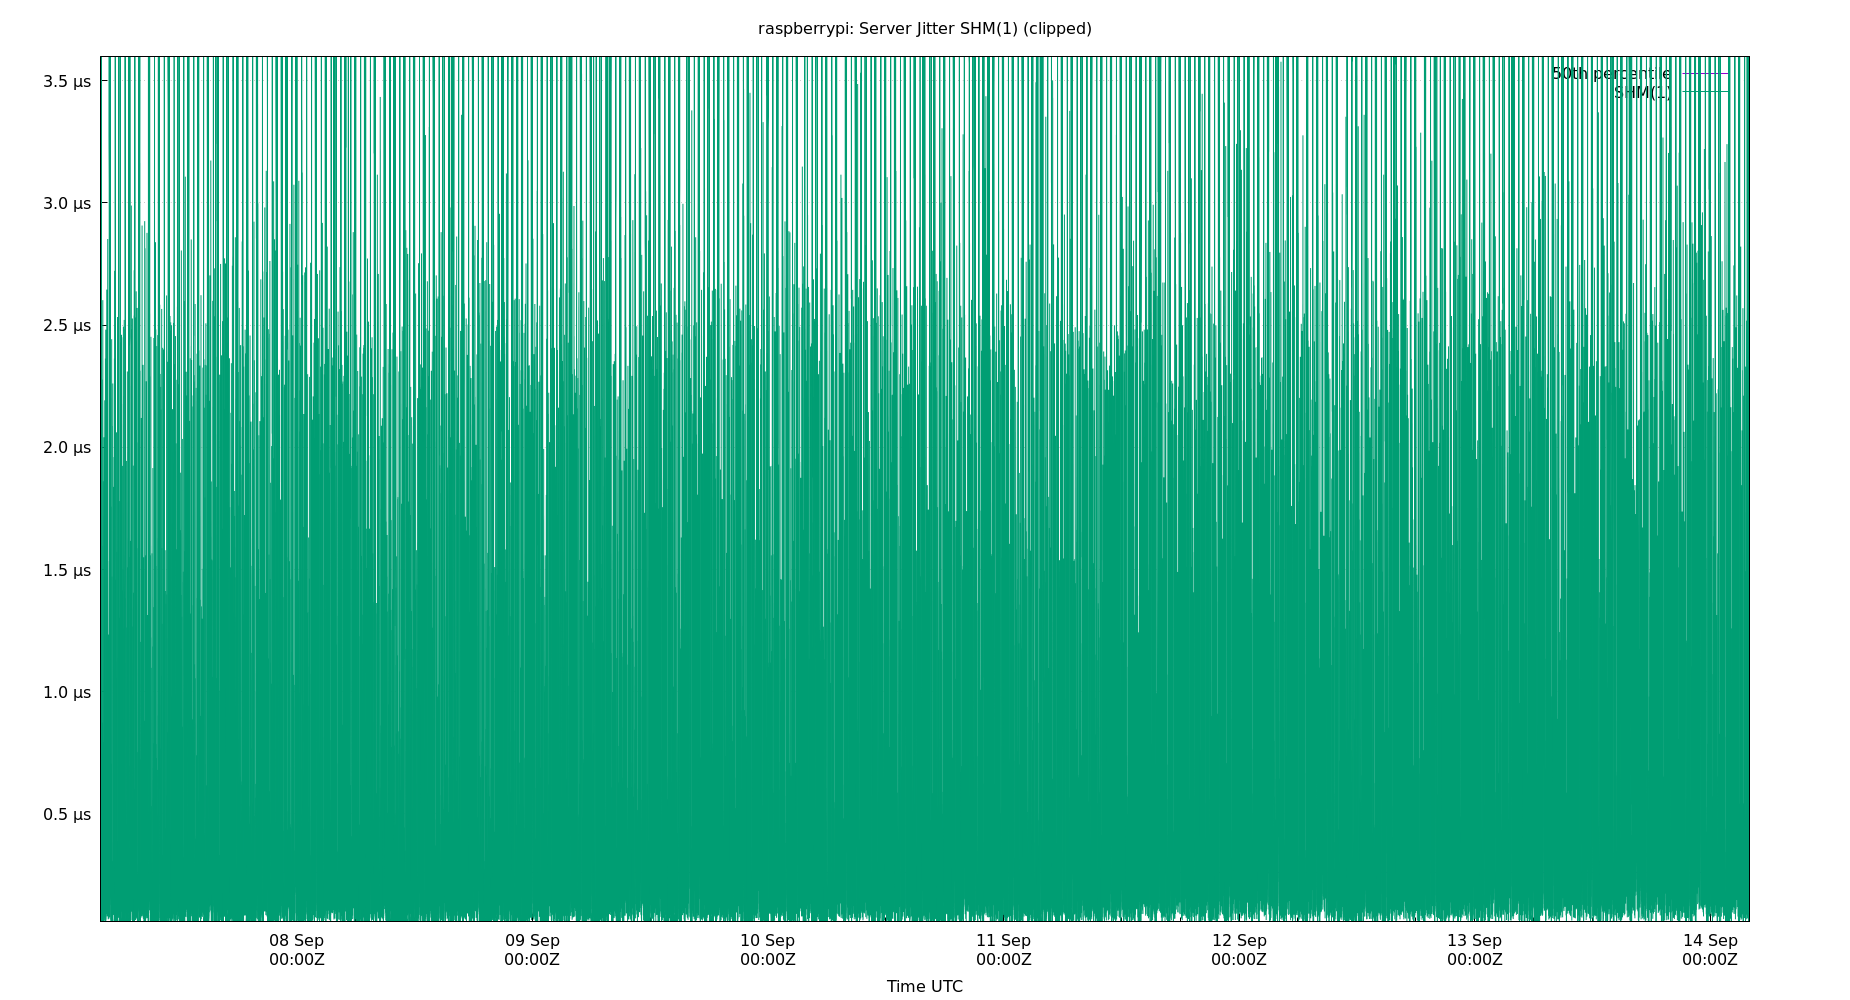 raspberrypi: Server Jitter SHM(1) (clipped)
3.5 µs
50th percentile
SHM(1)
3.0 µs
2.5 µs
2.0 µs
1.5 µs
1.0 µs
0.5 µs
08 Sep 09 Sep 10 Sep 11 Sep 12 Sep 13 Sep 14 Sep
00:00Z 00:00Z 00:00Z 00:00Z 00:00Z 00:00Z 00:00Z
Time UTC